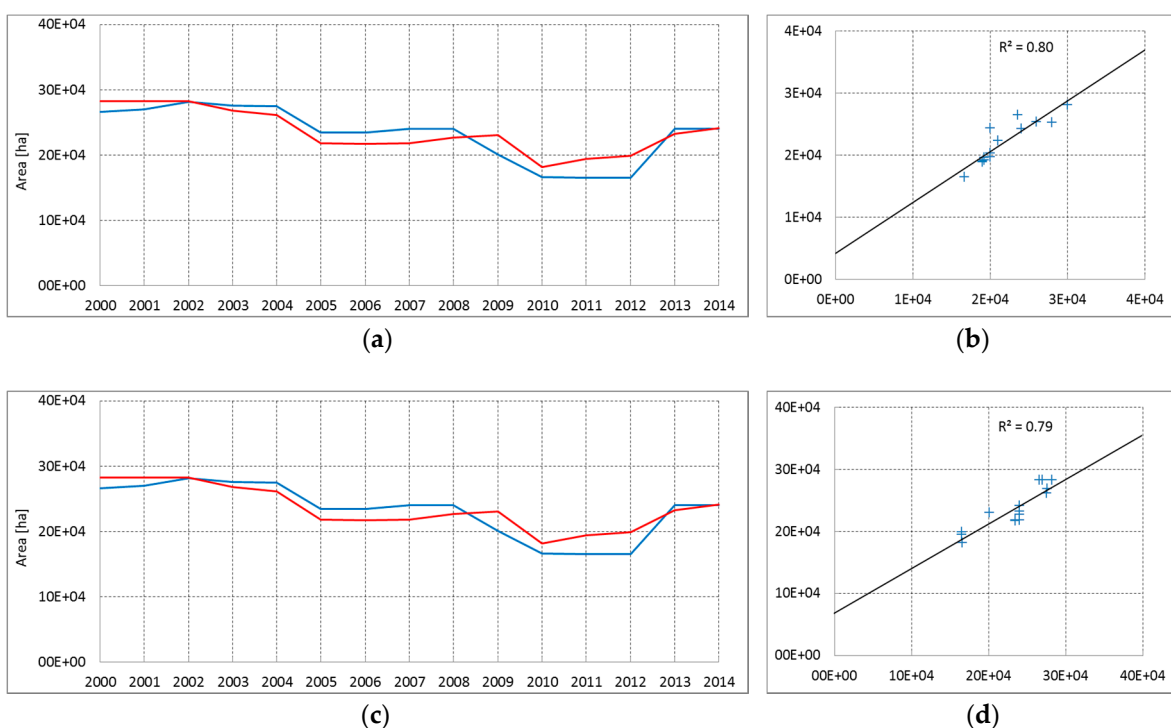 40E+04
30E+04
20E+04
10E+04
00E+00
Area [ha]
2000 2001 2002 2003 2004 2005 2006 2007 2008 2009 2010 2011 2012 2013 2014
(a)
R² = 0.80
4E+04
3E+04
2E+04
1E+04
0E+00
0E+00 1E+04 2E+04 3E+04 4E+04
(b)
40E+04
30E+04
20E+04
10E+04
00E+00
Area [ha]
2000 2001 2002 2003 2004 2005 2006 2007 2008 2009 2010 2011 2012 2013 2014
(c)
R² = 0.79
40E+04
30E+04
20E+04
10E+04
00E+00
00E+00 10E+04 20E+04 30E+04 40E+04
(d)